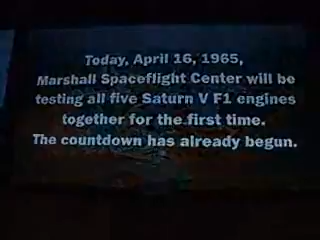 Today, April 16, 1965,
Marshall Spaceflight Center will be
testing all five Saturn V F1 engines
together for the first time.
The countdown has already begun.